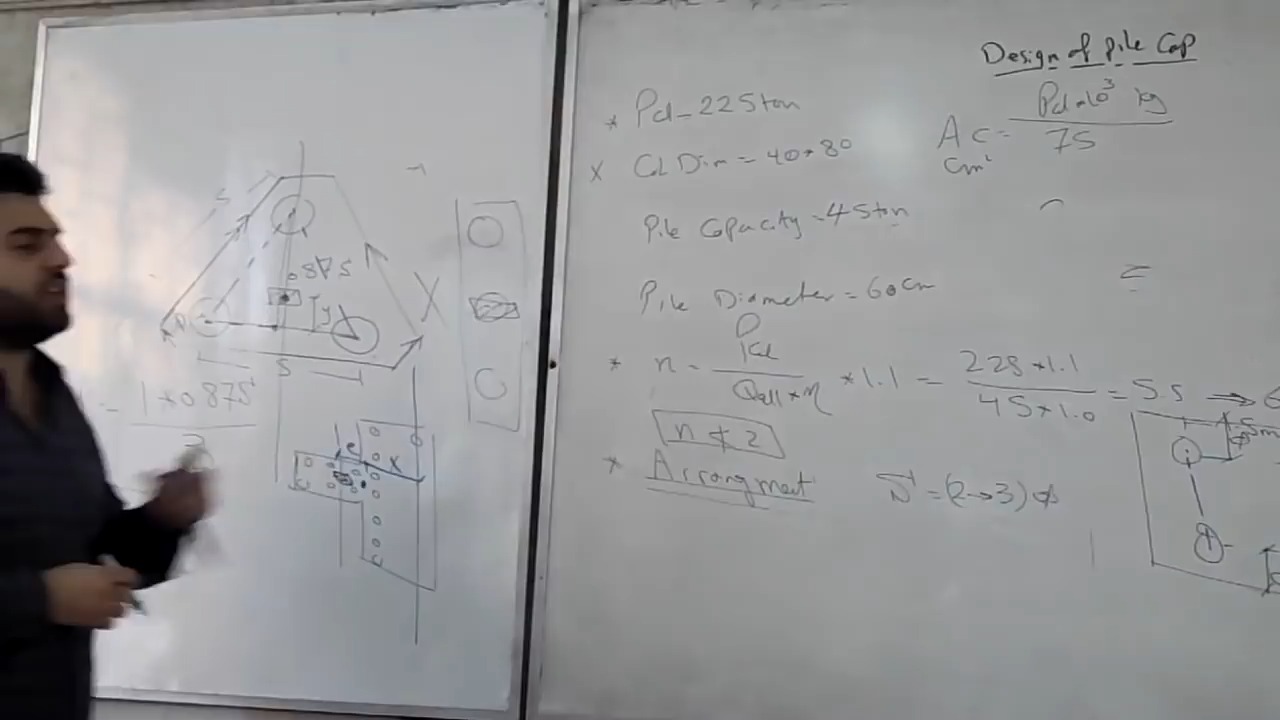 Design of pile Cap
* Pcl = 225 ton
x Col Dim = 40*80
Pile Capacity = 45 ton
Pile Diameter = 60 cm
Ac = Pcl*10³ kg / 75
cm²
* n = Pcl / Qall*η *1.1 = 225*1.1 / 45*1.0 = 5.5 → 6
n ≮ 2
* Arrangment
S = (2→3) φ
S
0.875
y
S
1*0.875
3
e
x